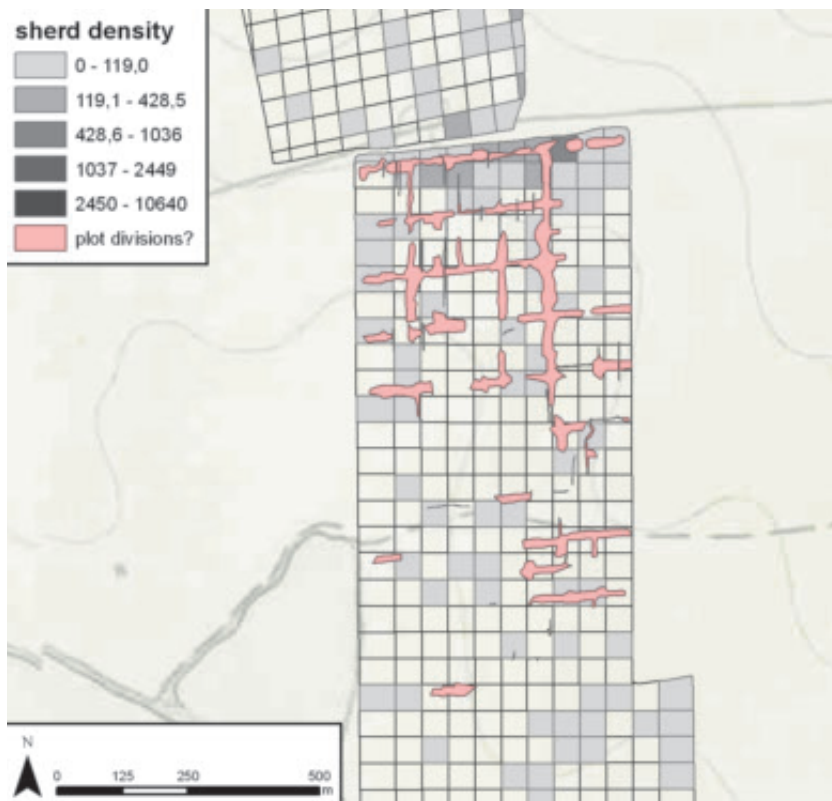 sherd density
0 - 119,0
119,1 - 428,5
428,6 - 1036
1037 - 2449
2450 - 10640
plot divisions?
N
0 125 250 500
m